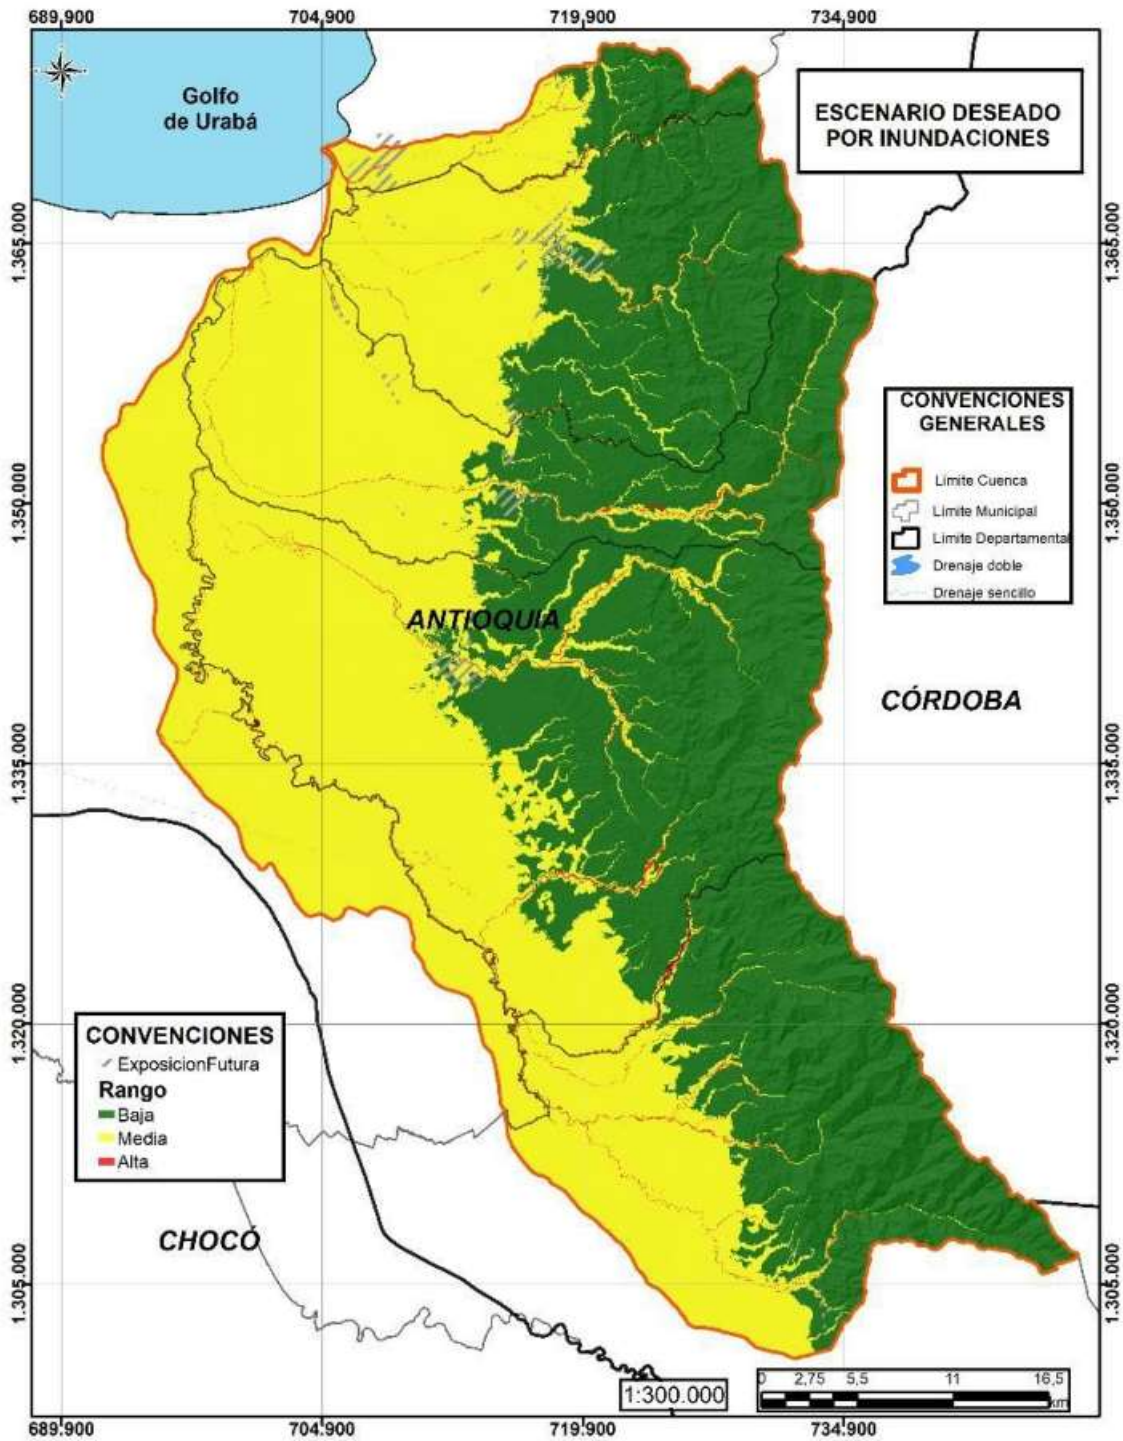 689,900 704,900 719,900 734,900
Golfo
de Urabá
ESCENARIO DESEADO
POR INUNDACIONES
1.365.000 1.365.000
CONVENCIONES
GENERALES
Limite Cuenca
Limite Municipal
Limite Departamental
Drenaje doble
Drenaje sencillo
1.350.000 1.350.000
ANTIOQUIA
CÓRDOBA
1.335.000 1.335.000
1.320.000 1.320.000
CONVENCIONES
ExposicionFutura
Rango
Baja
Media
Alta
CHOCÓ
1.305.000 1.305.000
1:300.000
0 2,75 5,5 11 16,5
km
689,900 704,900 719,900 734,900